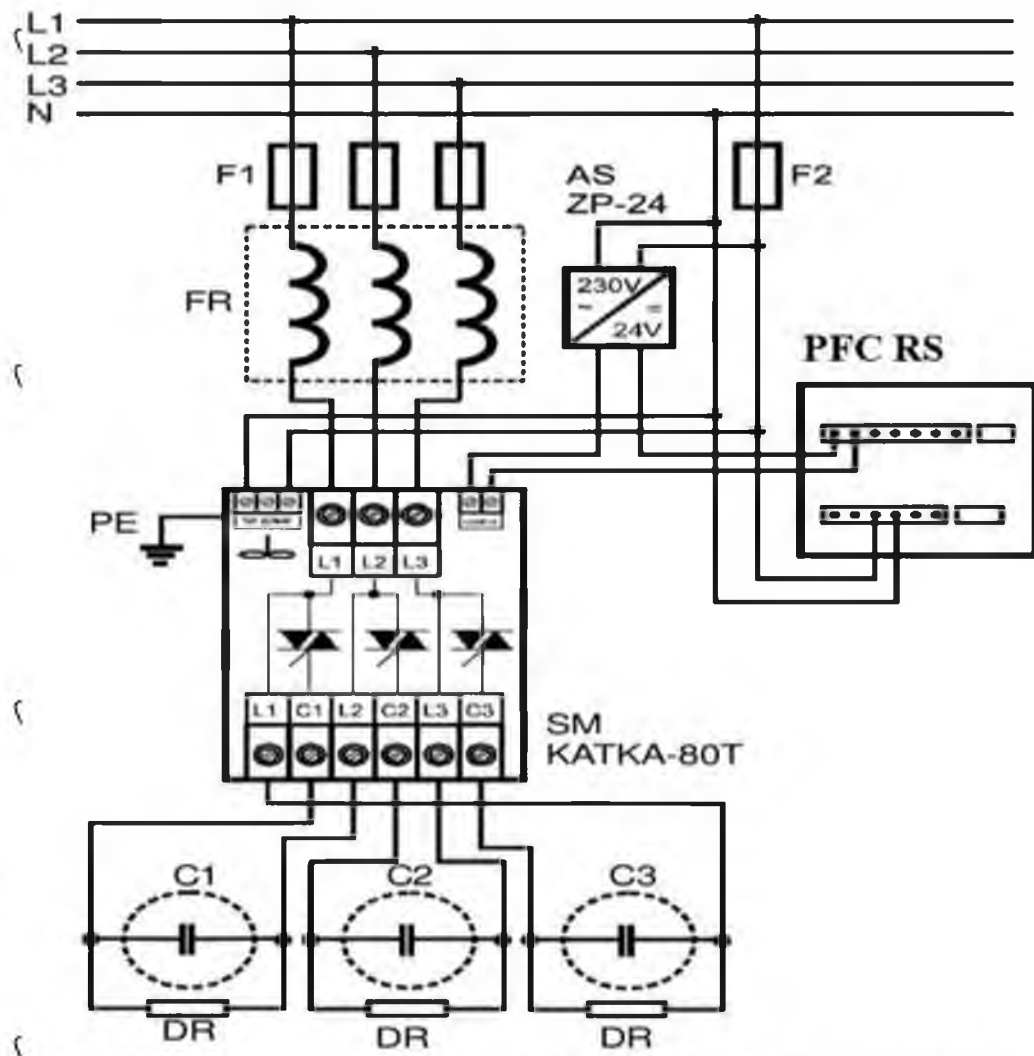 L1
L2
L3
N
F1
AS
ZP-24
F2
FR
230V
~ =
24V
PFC RS
PE
L1 L2 L3
L1 C1 L2 C2 L3 C3
SM
KATKA-80T
C1 C2 C3
DR DR DR